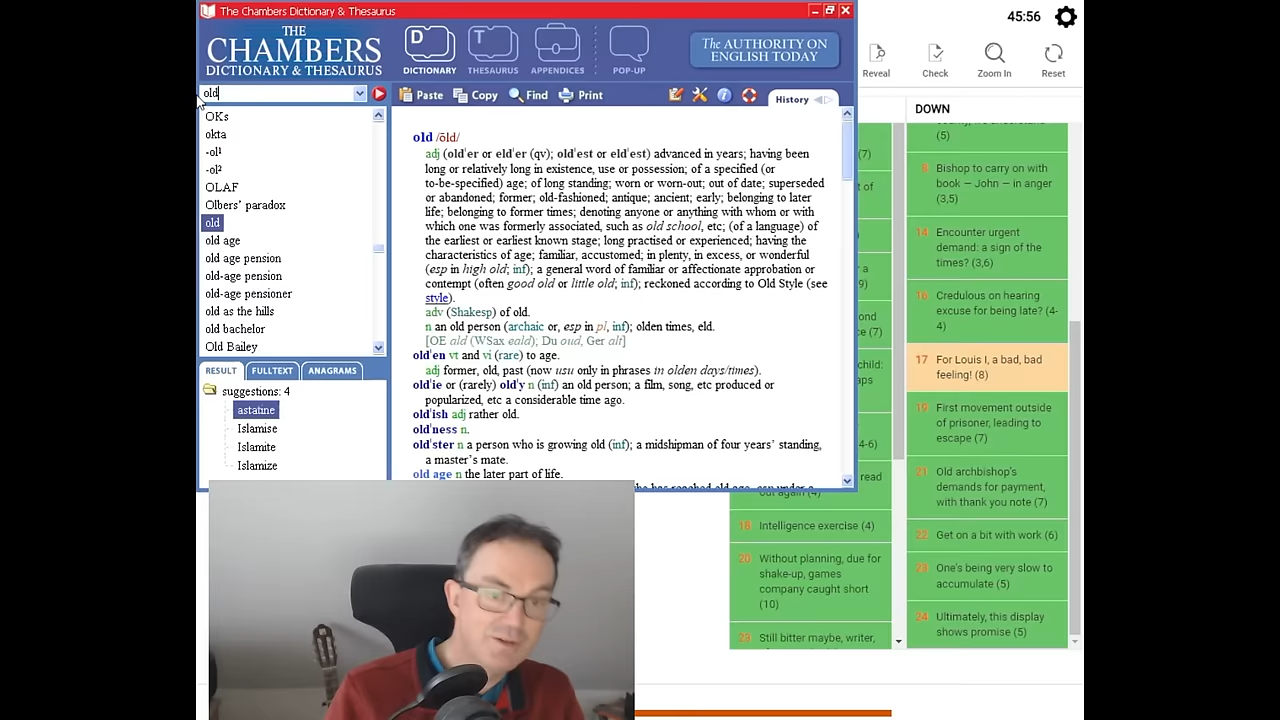 The Chambers Dictionary & Thesaurus
45:56
THE
CHAMBERS
DICTIONARY & THESAURUS
D
DICTIONARY
T
THESAURUS
APPENDICES
POP-UP
The AUTHORITY ON
ENGLISH TODAY
Reveal
Check
Zoom In
Reset
old
Paste
Copy
Find
Print
History
OKs
okta
-ol¹
-ol²
OLAF
Olbers' paradox
old
old age
old age pension
old-age pension
old-age pensioner
old as the hills
old bachelor
Old Bailey
RESULT
FULLTEXT
ANAGRAMS
suggestions: 4
astatine
Islamise
Islamite
Islamize
old /ōld/
adj (old'er or eld'er (qv); old'est or eld'est) advanced in years; having been
long or relatively long in existence, use or possession; of a specified (or
to-be-specified) age; of long standing; worn or worn-out; out of date; superseded
or abandoned; former; old-fashioned; antique; ancient; early; belonging to later
life; belonging to former times; denoting anyone or anything with whom or with
which one was formerly associated, such as old school, etc; (of a language) of
the earliest or earliest known stage; long practised or experienced; having the
characteristics of age; familiar, accustomed; in plenty, in excess, or wonderful
(esp in high old; inf); a general word of familiar or affectionate approbation or
contempt (often good old or little old; inf); reckoned according to Old Style (see
style).
adv (Shakesp) of old.
n an old person (archaic or, esp in pl, inf); olden times, eld.
[OE ald (WSax eald); Du oud, Ger alt]
old'en vt and vi (rare) to age.
adj former, old, past (now usu only in phrases in olden days/times).
old'ie or (rarely) old'y n (inf) an old person; a film, song, etc produced or
popularized, etc a considerable time ago.
old'ish adj rather old.
old'ness n.
old'ster n a person who is growing old (inf); a midshipman of four years' standing,
a master's mate.
old age n the later part of life.
(7)
t of
r a
9)
ond
e (7)
child:
aps
4-6)
read
out again (4)
18 Intelligence exercise (4)
20 Without planning, due for
shake-up, games
company caught short
(10)
23 Still bitter maybe, writer,
DOWN
(5)
8 Bishop to carry on with
book — John — in anger
(3,5)
14 Encounter urgent
demand: a sign of the
times? (3,6)
16 Credulous on hearing
excuse for being late? (4-
4)
17 For Louis I, a bad, bad
feeling! (8)
19 First movement outside
of prisoner, leading to
escape (7)
21 Old archbishop's
demands for payment,
with thank you note (7)
22 Get on a bit with work (6)
23 One's being very slow to
accumulate (5)
24 Ultimately, this display
shows promise (5)